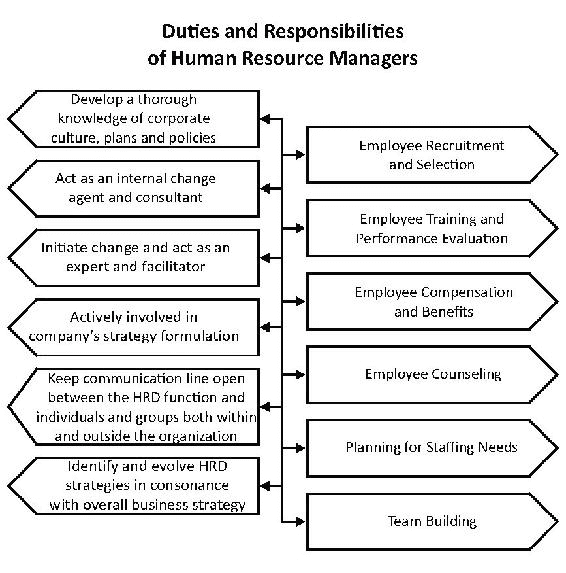 Duties and Responsibilities
of Human Resource Managers
Develop a thorough
knowledge of corporate
culture, plans and policies
Act as an internal change
agent and consultant
Initiate change and act as an
expert and facilitator
Actively involved in
company's strategy formulation
Keep communication line open
between the HRD function and
individuals and groups both within
and outside the organization
Identify and evolve HRD
strategies in consonance
with overall business strategy
Employee Recruitment
and Selection
Employee Training and
Performance Evaluation
Employee Compensation
and Benefits
Employee Counseling
Planning for Staffing Needs
Team Building